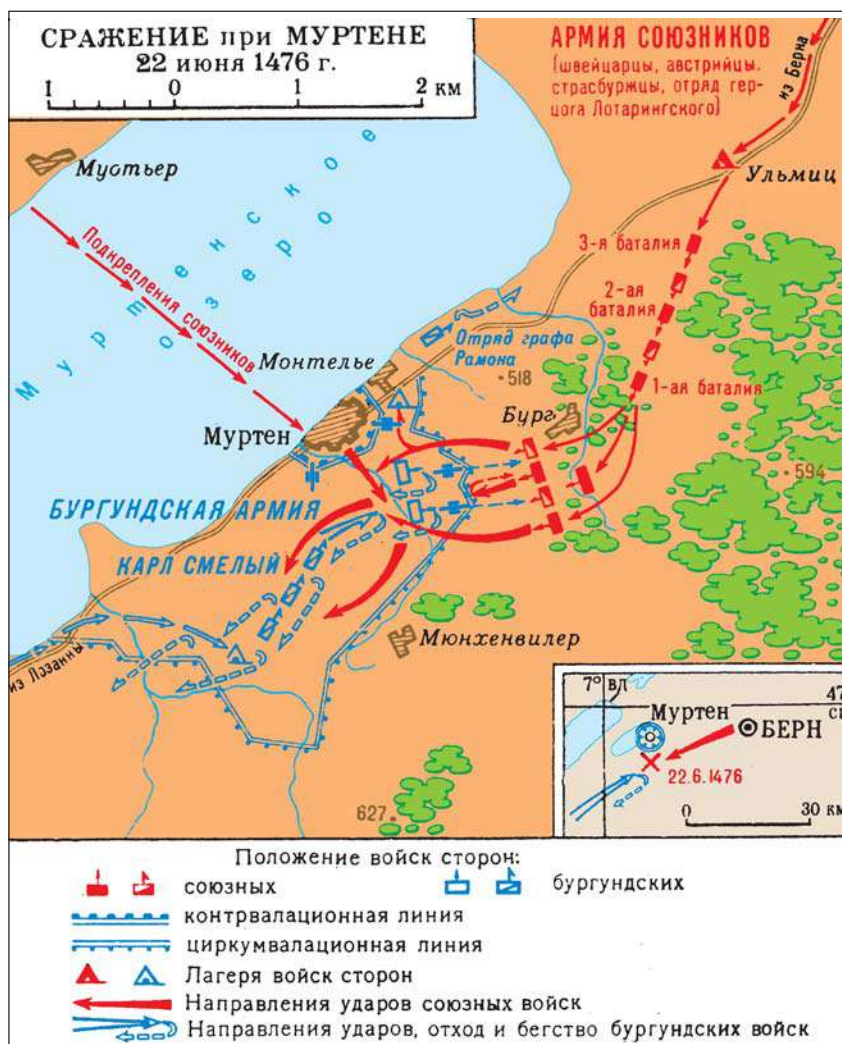 СРАЖЕНИЕ при МУРТЕНЕ
22 июня 1476 г.
1 0 1 2 км
АРМИЯ СОЮЗНИКОВ
(швейцарцы, австрийцы.
страсбуржцы, отряд гер-
цога Лотарингского)
из Берна
Мустьер
Ульмиц
Муртенское
озеро
Подкрепления союзников
3-я баталия
2-ая
баталия
1-ая баталия
Отряд графа
Рамона
Монтелье
518
Бург
Муртен
594
БУРГУНДСКАЯ АРМИЯ
КАРЛ СМЕЛЫЙ
Мюнхенвилер
из Лозанны
627
7° ВД
47
Муртен
БЕРН
22.6.1476
0 30 км
Положение войск сторон:
союзных
бургундских
контрвалационная линия
циркумвалационная линия
Лагеря войск сторон
Направления ударов союзных войск
Направления ударов, отход и бегство бургундских войск